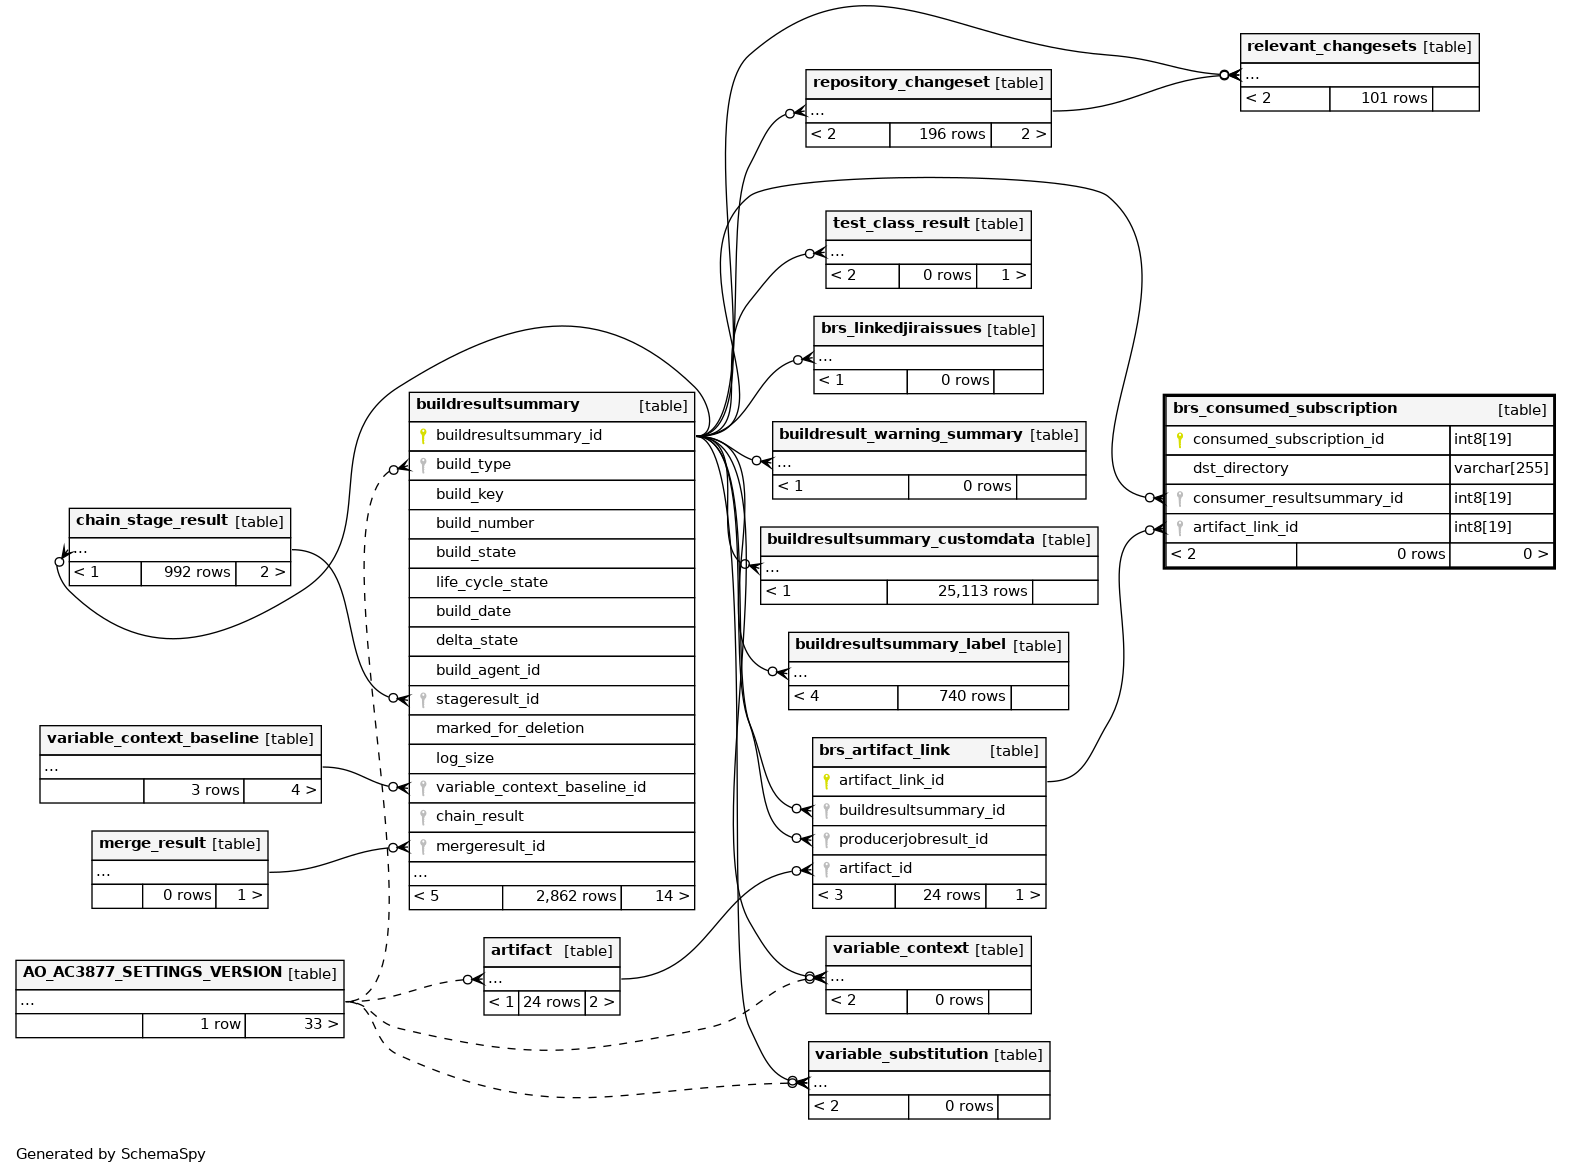 relevant_changesets [table]
...
< 2 101 rows
repository_changeset [table]
...
< 2 196 rows 2 >
test_class_result [table]
...
< 2 0 rows 1 >
brs_linkedjiraissues [table]
...
< 1 0 rows
buildresultsummary [table]
buildresultsummary_id
build_type
build_key
build_number
build_state
life_cycle_state
build_date
delta_state
build_agent_id
stageresult_id
marked_for_deletion
log_size
variable_context_baseline_id
chain_result
mergeresult_id
...
< 5 2,862 rows 14 >
brs_consumed_subscription [table]
consumed_subscription_id int8[19]
dst_directory varchar[255]
consumer_resultsummary_id int8[19]
artifact_link_id int8[19]
< 2 0 rows 0 >
buildresult_warning_summary [table]
...
< 1 0 rows
chain_stage_result [table]
...
< 1 992 rows 2 >
buildresultsummary_customdata [table]
...
< 1 25,113 rows
buildresultsummary_label [table]
...
< 4 740 rows
variable_context_baseline [table]
...
3 rows 4 >
brs_artifact_link [table]
artifact_link_id
buildresultsummary_id
producerjobresult_id
artifact_id
< 3 24 rows 1 >
merge_result [table]
...
0 rows 1 >
artifact [table]
...
< 1 24 rows 2 >
variable_context [table]
...
< 2 0 rows
AO_AC3877_SETTINGS_VERSION [table]
...
1 row 33 >
variable_substitution [table]
...
< 2 0 rows
Generated by SchemaSpy